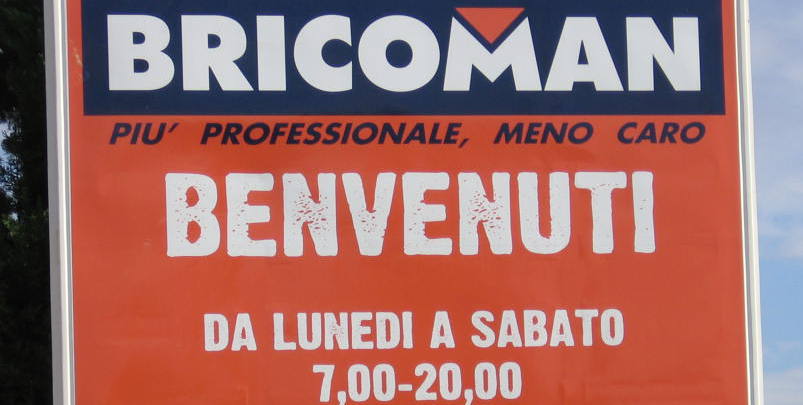 BRICOMAN
PIU' PROFESSIONALE, MENO CARO
BENVENUTI
DA LUNEDI A SABATO
7,00-20,00